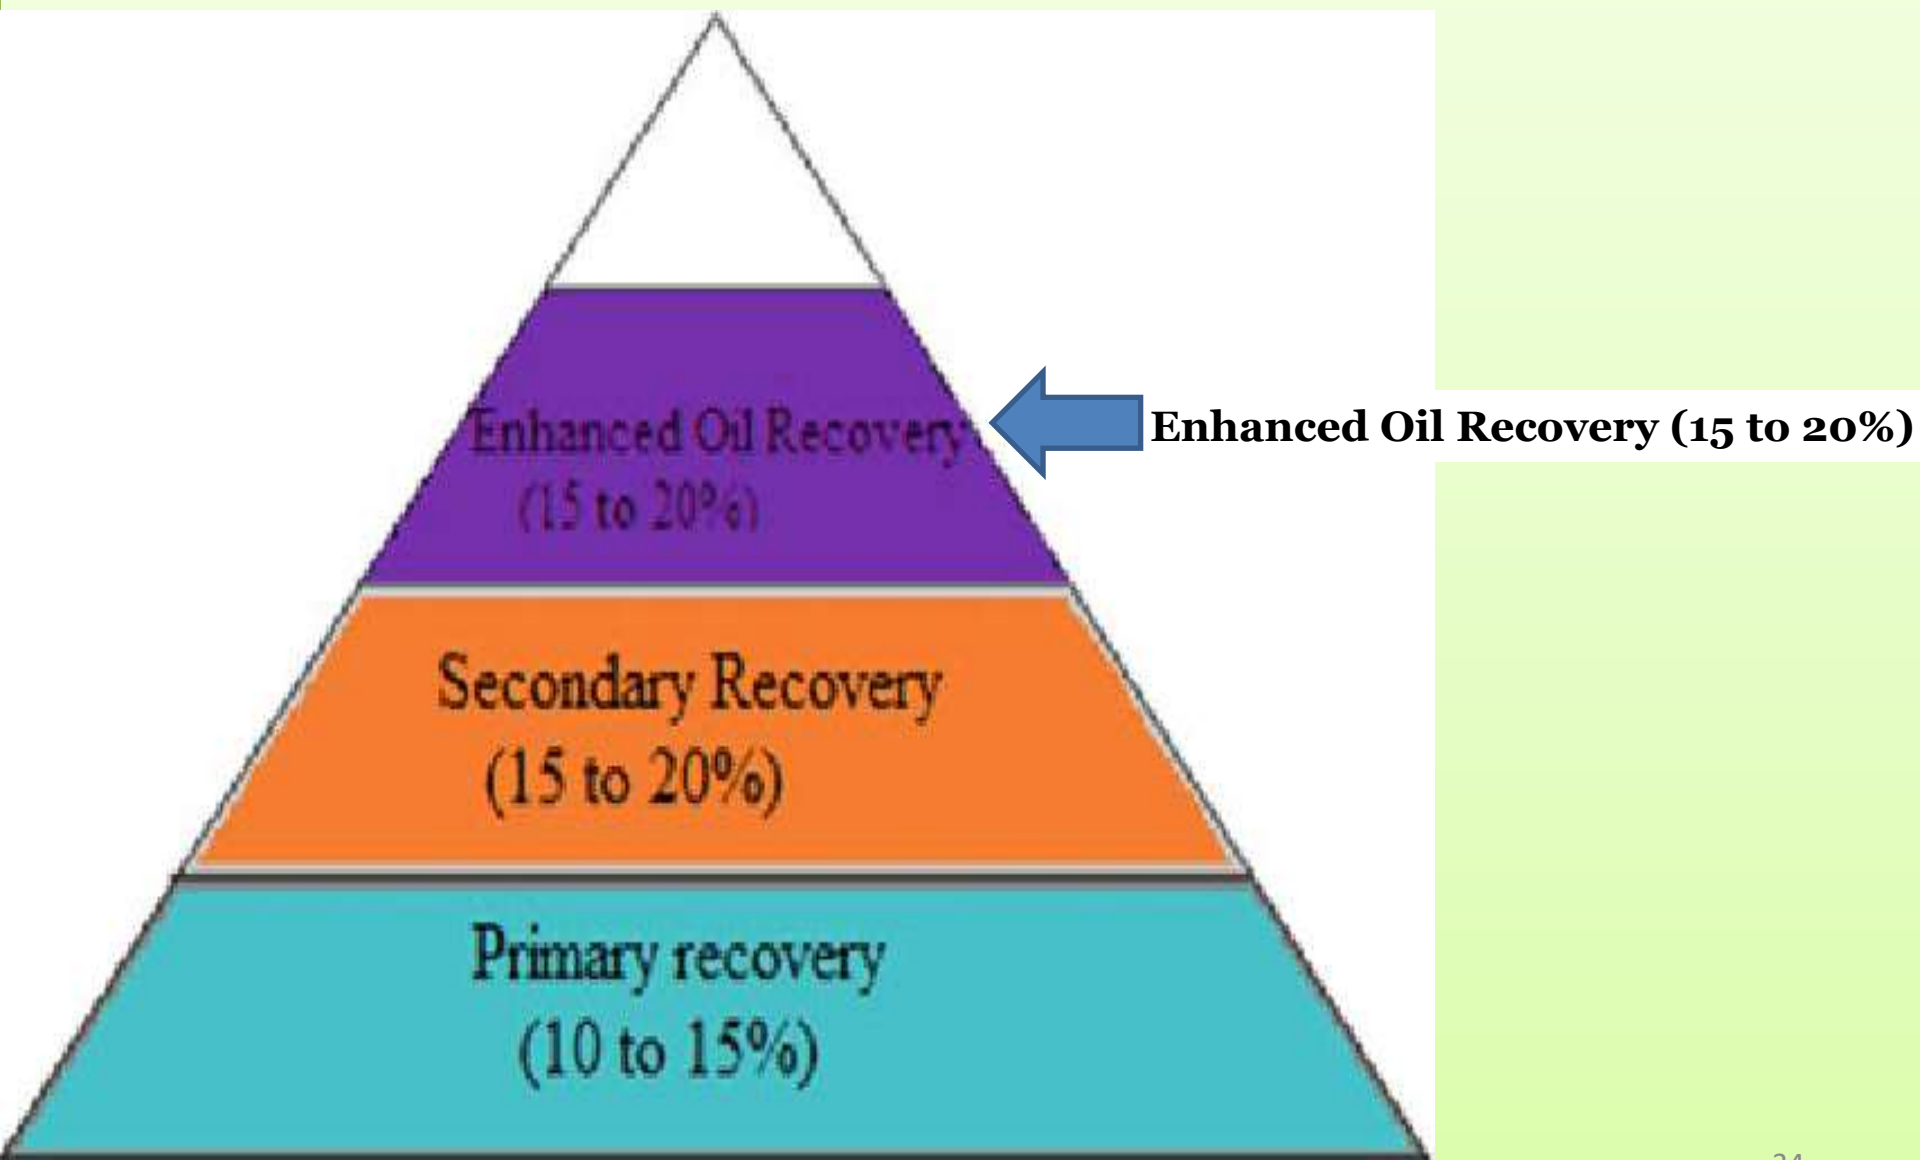 Enhanced Oil Recovery
(15 to 20%)
Enhanced Oil Recovery (15 to 20%)
Secondary Recovery
(15 to 20%)
Primary recovery
(10 to 15%)